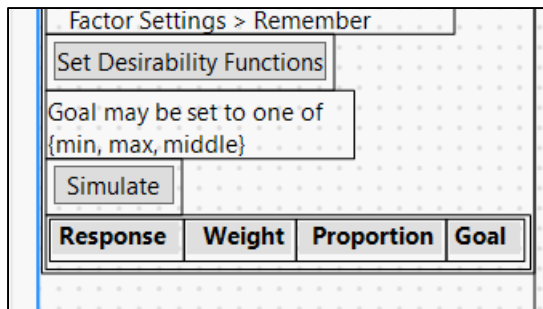 Factor Settings > Remember
Set Desirability Functions
Goal may be set to one of
{min, max, middle}
Simulate
Response Weight Proportion Goal